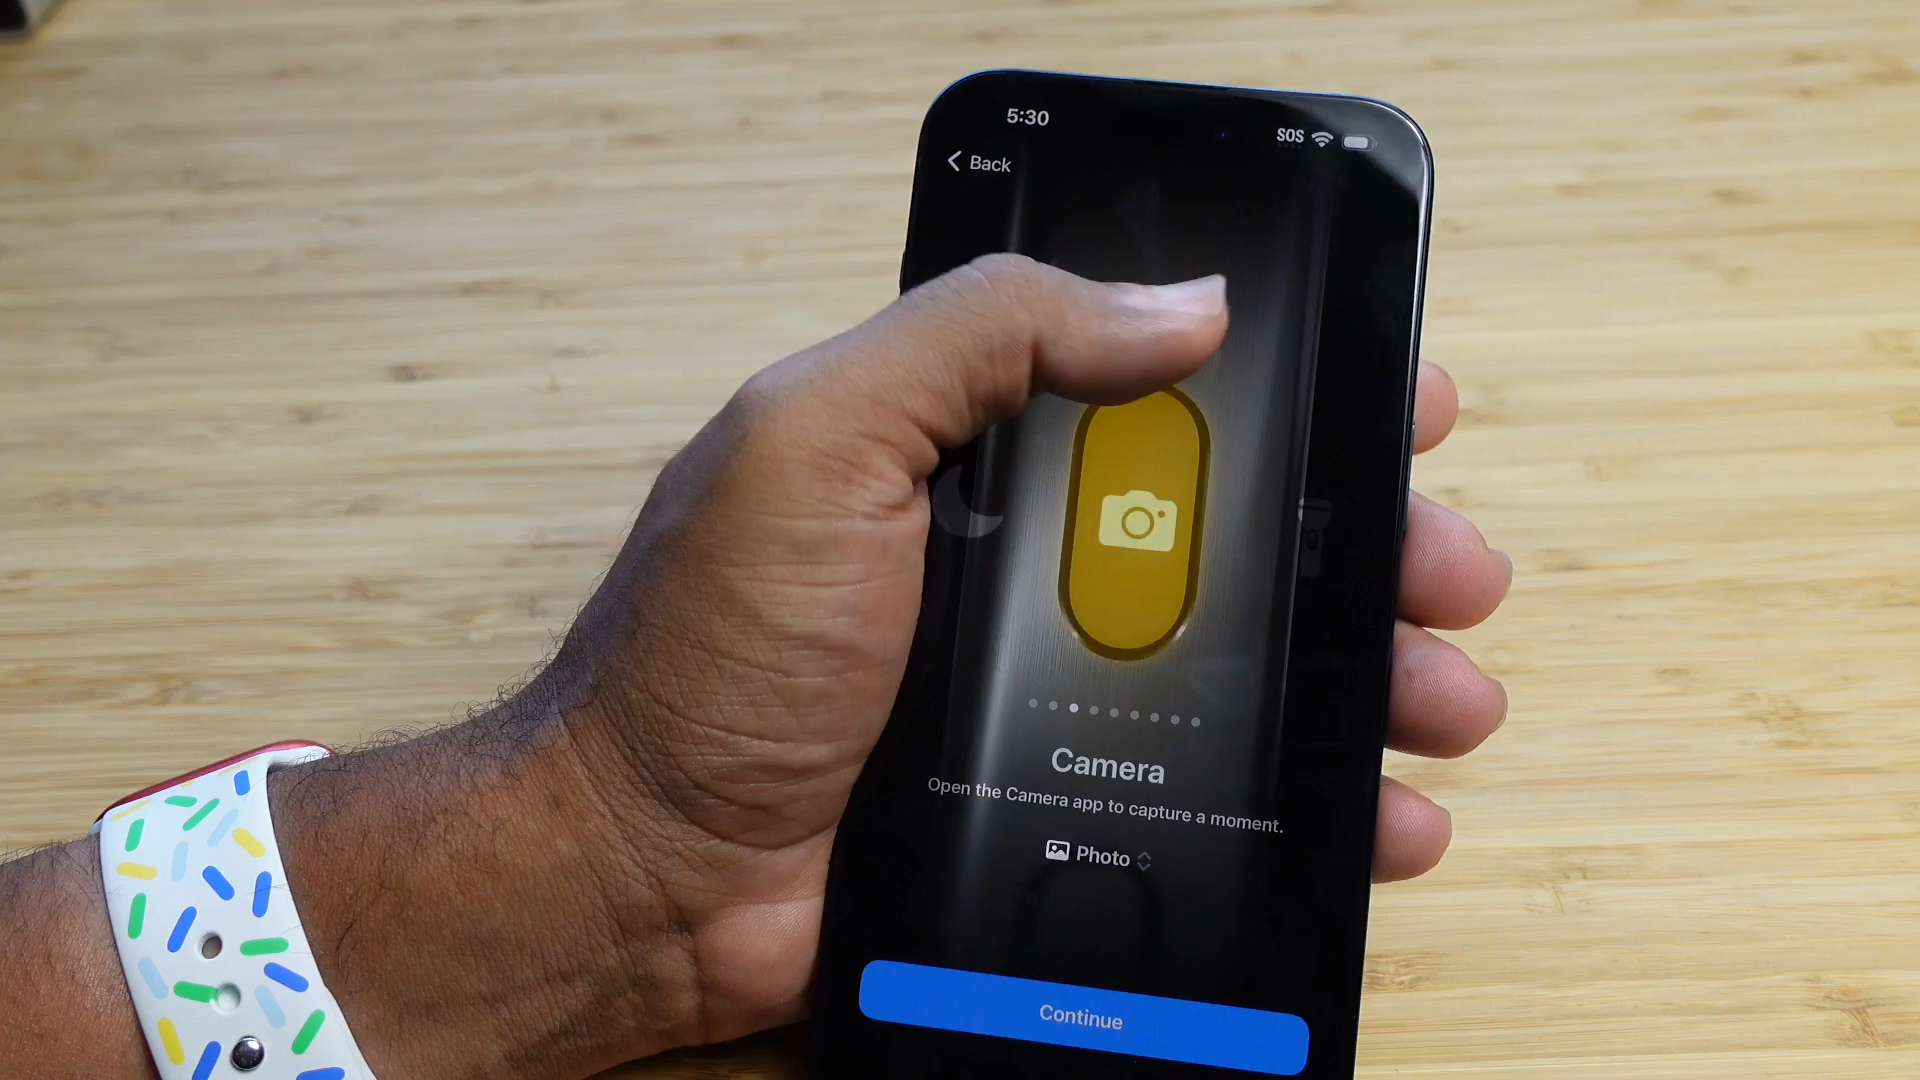 5:30
SOS
Back
Camera
Open the Camera app to capture a moment.
Photo
Continue